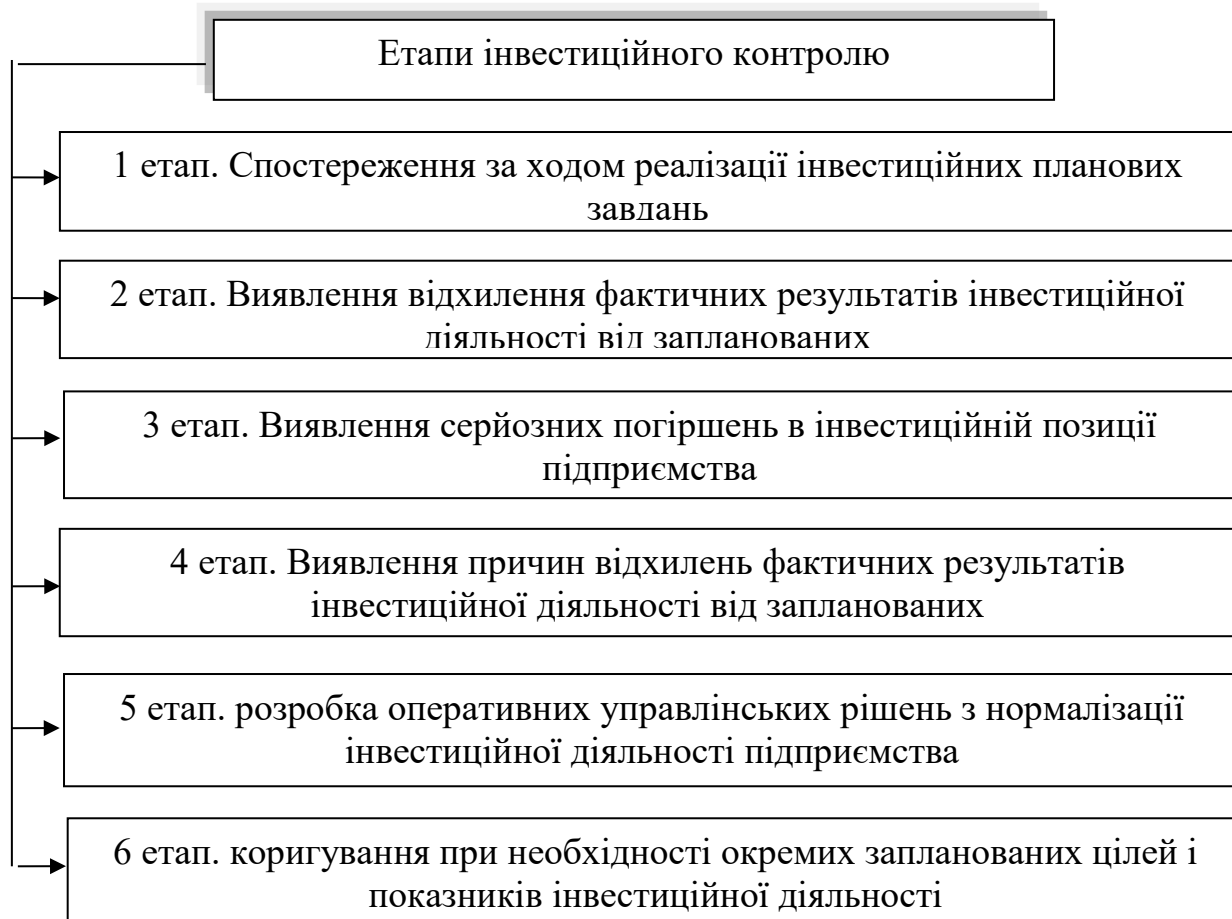 Етапи інвестиційного контролю
1 етап. Спостереження за ходом реалізації інвестиційних планових
завдань
2 етап. Виявлення відхилення фактичних результатів інвестиційної
діяльності від запланованих
3 етап. Виявлення серйозних погіршень в інвестиційній позиції
підприємства
4 етап. Виявлення причин відхилень фактичних результатів
інвестиційної діяльності від запланованих
5 етап. розробка оперативних управлінських рішень з нормалізації
інвестиційної діяльності підприємства
6 етап. коригування при необхідності окремих запланованих цілей і
показників інвестиційної діяльності